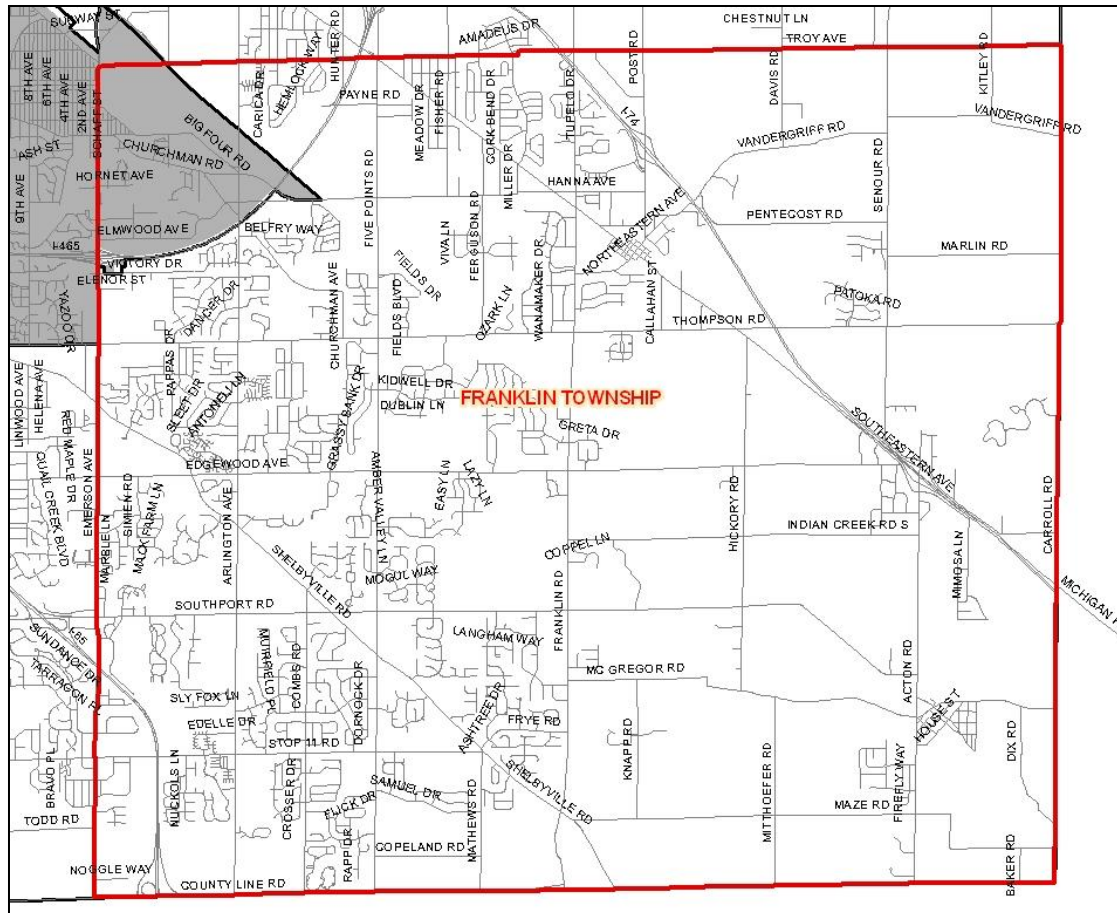 SUBWAY ST
8TH AVE
6TH AVE
4TH AVE
2ND AVE
SCHAFF ST
ASH ST
9TH AVE
CHURCHMAN RD
BIG FOUR RD
HORNET AVE
ELMWOOD AVE
I-465
VICTORY DR
ELENOR ST
CARICA DR
HEMLOCK WAY
HUNTER RD
PAYNE RD
AMADEUS DR
MEADOW DR
FISHER RD
CORK BEND DR
MILLER DR
TUPELO DR
POST RD
I-74
CHESTNUT LN
TROY AVE
DAVIS RD
KITLEY RD
VANDERGRIFF RD
VANDERGRIFF RD
HANNA AVE
SENOUR RD
PENTECOST RD
MARLIN RD
BELFRY WAY
FIVE POINTS RD
VIVA LN
FERGUSON RD
NORTHEASTERN AVE
FIELDS DR
WANAMAKER DR
CALLAHAN ST
PATOKA RD
YAZOO DR
DANCER DR
CHURCHMAN AVE
FIELDS BLVD
OZARK LN
THOMPSON RD
PAPPAS DR
LINWOOD AVE
HELENA AVE
SLEET DR
ANTONELLI LN
GRASSY BANK DR
KIDWELL DR
DUBLIN LN
FRANKLIN TOWNSHIP
GRETA DR
SOUTHEASTERN AVE
RED MAPLE DR
QUAIL CREEK BLVD
EMERSON AVE
EDGEWOOD AVE
SIMIEN RD
MACK FARM LN
MARBLE LN
ARLINGTON AVE
AMBER VALLEY LN
EASY LN
LAZY LN
HICKORY RD
INDIAN CREEK RD S
CARROLL RD
COPPEL LN
MIMOSA LN
MICHIGAN R
SHELBYVILLE RD
MOGUL WAY
FRANKLIN RD
SOUTHPORT RD
I-65
SUNDANCE DR
TARRAGON PL
MUIRFIELD PL
COMBS RD
DORNOCK DR
LANGHAM WAY
MC GREGOR RD
ACTON RD
SLY FOX LN
EDELLE DR
ASHTREE DR
FRYE RD
HOUSE ST
STOP 11 RD
KNAPP RD
DIX RD
BRAVO PL
NUCKOLS LN
CROSSER DR
FLICK DR
SAMUEL DR
MATHEWS RD
SHELBYVILLE RD
MITTHOEFER RD
FIREFLY WAY
MAZE RD
TODD RD
RAPP DR
COPELAND RD
NOGGLE WAY
COUNTY LINE RD
BAKER RD